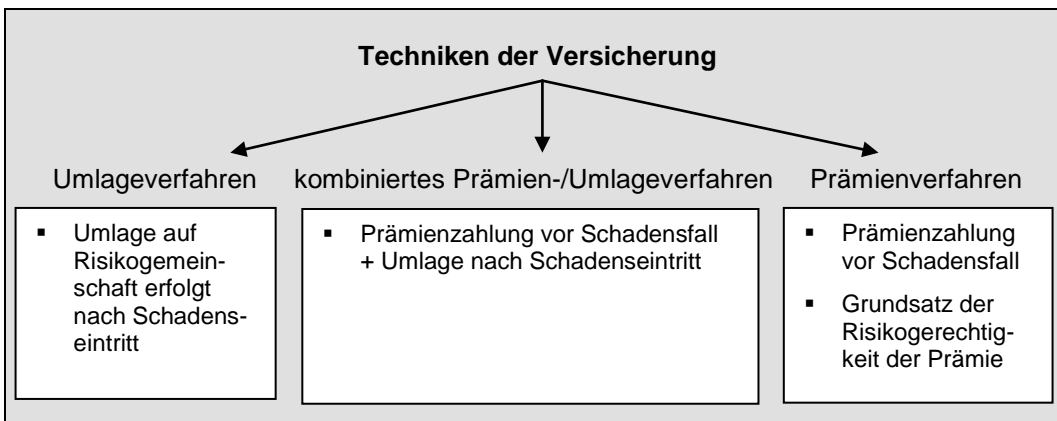 Techniken der Versicherung
Umlageverfahren
▪ Umlage auf
Risikogemein-
schaft erfolgt
nach Schadens-
eintritt
kombiniertes Prämien-/Umlageverfahren
▪ Prämienzahlung vor Schadensfall
+ Umlage nach Schadenseintritt
Prämienverfahren
▪ Prämienzahlung
vor Schadensfall
▪ Grundsatz der
Risikogerechtig-
keit der Prämie